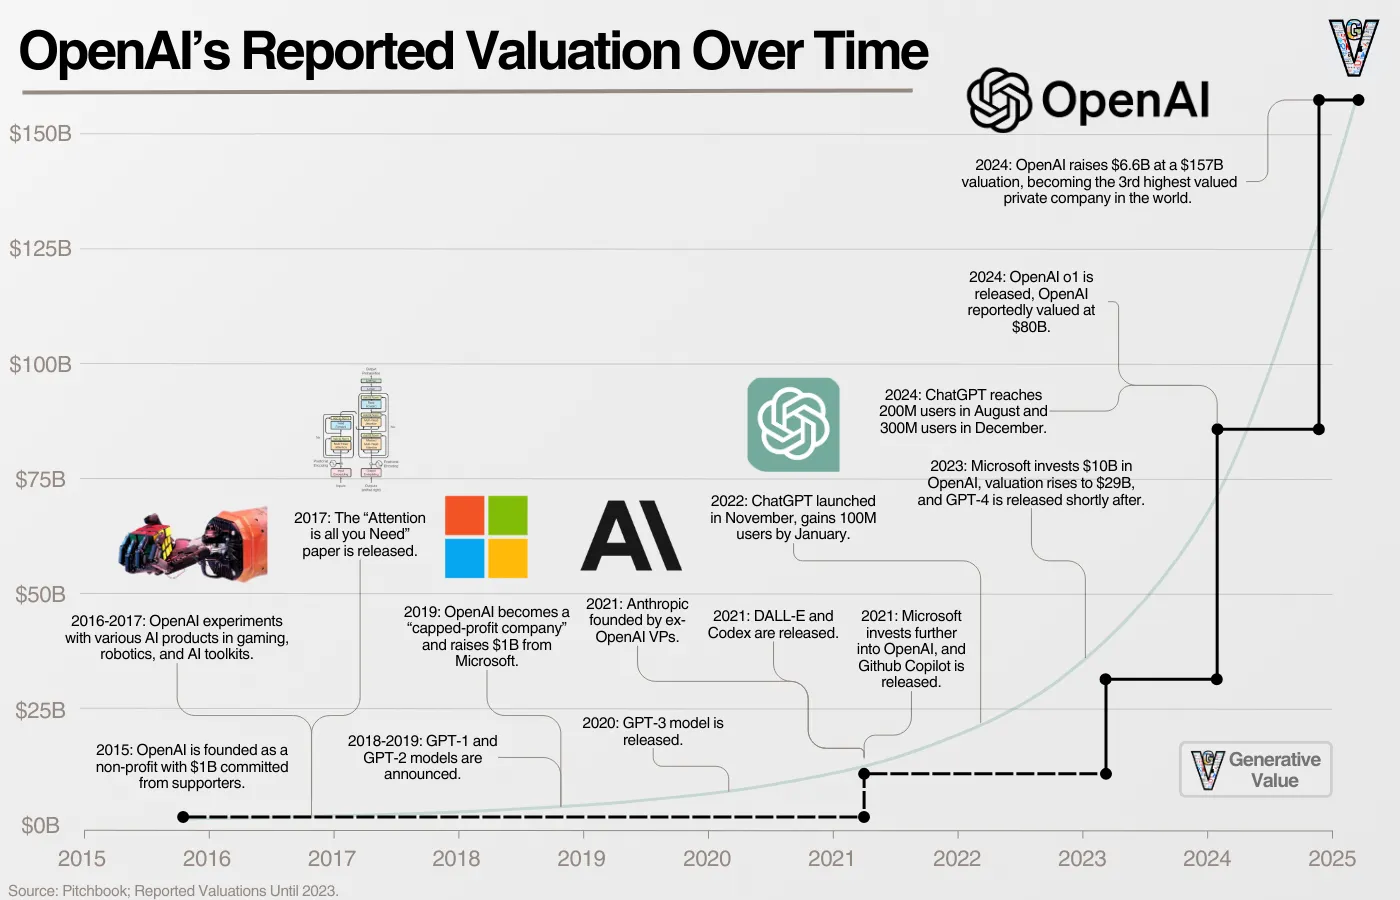 OpenAI’s Reported Valuation Over Time
OpenAI
$150B
2024: OpenAI raises $6.6B at a $157B
valuation, becoming the 3rd highest valued
private company in the world.
$125B
2024: OpenAI o1 is
released, OpenAI
reportedly valued at
$80B.
$100B
2024: ChatGPT reaches
200M users in August and
300M users in December.
2023: Microsoft invests $10B in
OpenAI, valuation rises to $29B,
and GPT-4 is released shortly after.
$75B
2022: ChatGPT launched
in November, gains 100M
users by January.
2017: The “Attention
is all you Need”
paper is released.
$50B
2016-2017: OpenAI experiments
with various AI products in gaming,
robotics, and AI toolkits.
2019: OpenAI becomes a
“capped-profit company”
and raises $1B from
Microsoft.
2021: Anthropic
founded by ex-
OpenAI VPs.
2021: DALL-E and
Codex are released.
2021: Microsoft
invests further
into OpenAI, and
Github Copilot is
released.
$25B
2015: OpenAI is founded as a
non-profit with $1B committed
from supporters.
2018-2019: GPT-1 and
GPT-2 models are
announced.
2020: GPT-3 model is
released.
Generative
Value
$0B
2015 2016 2017 2018 2019 2020 2021 2022 2023 2024 2025
Source: Pitchbook; Reported Valuations Until 2023.